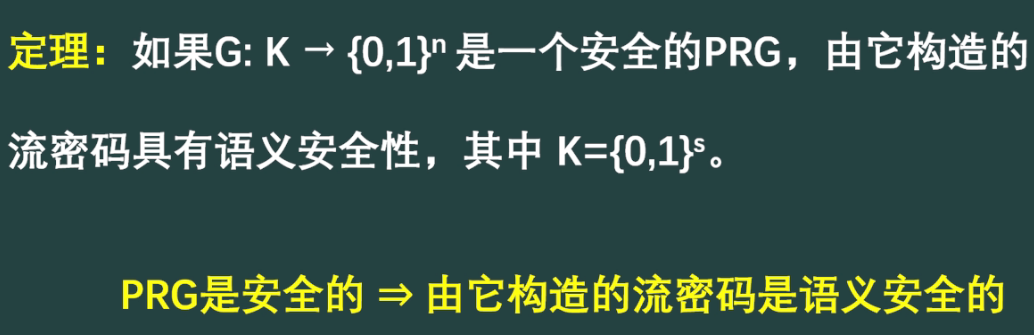 定理：如果G: K → {0,1}ⁿ 是一个安全的PRG，由它构造的
流密码具有语义安全性，其中 K={0,1}ˢ。
PRG是安全的 ⇒ 由它构造的流密码是语义安全的